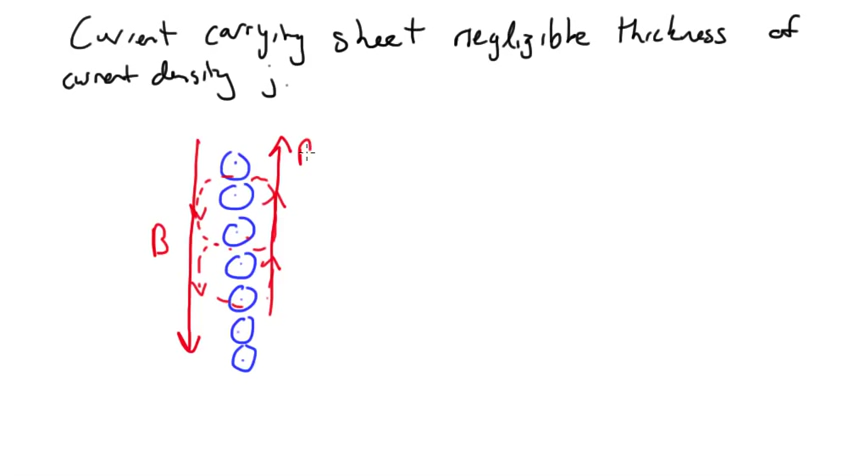 Current carrying sheet negligible thickness of
current density j.
B